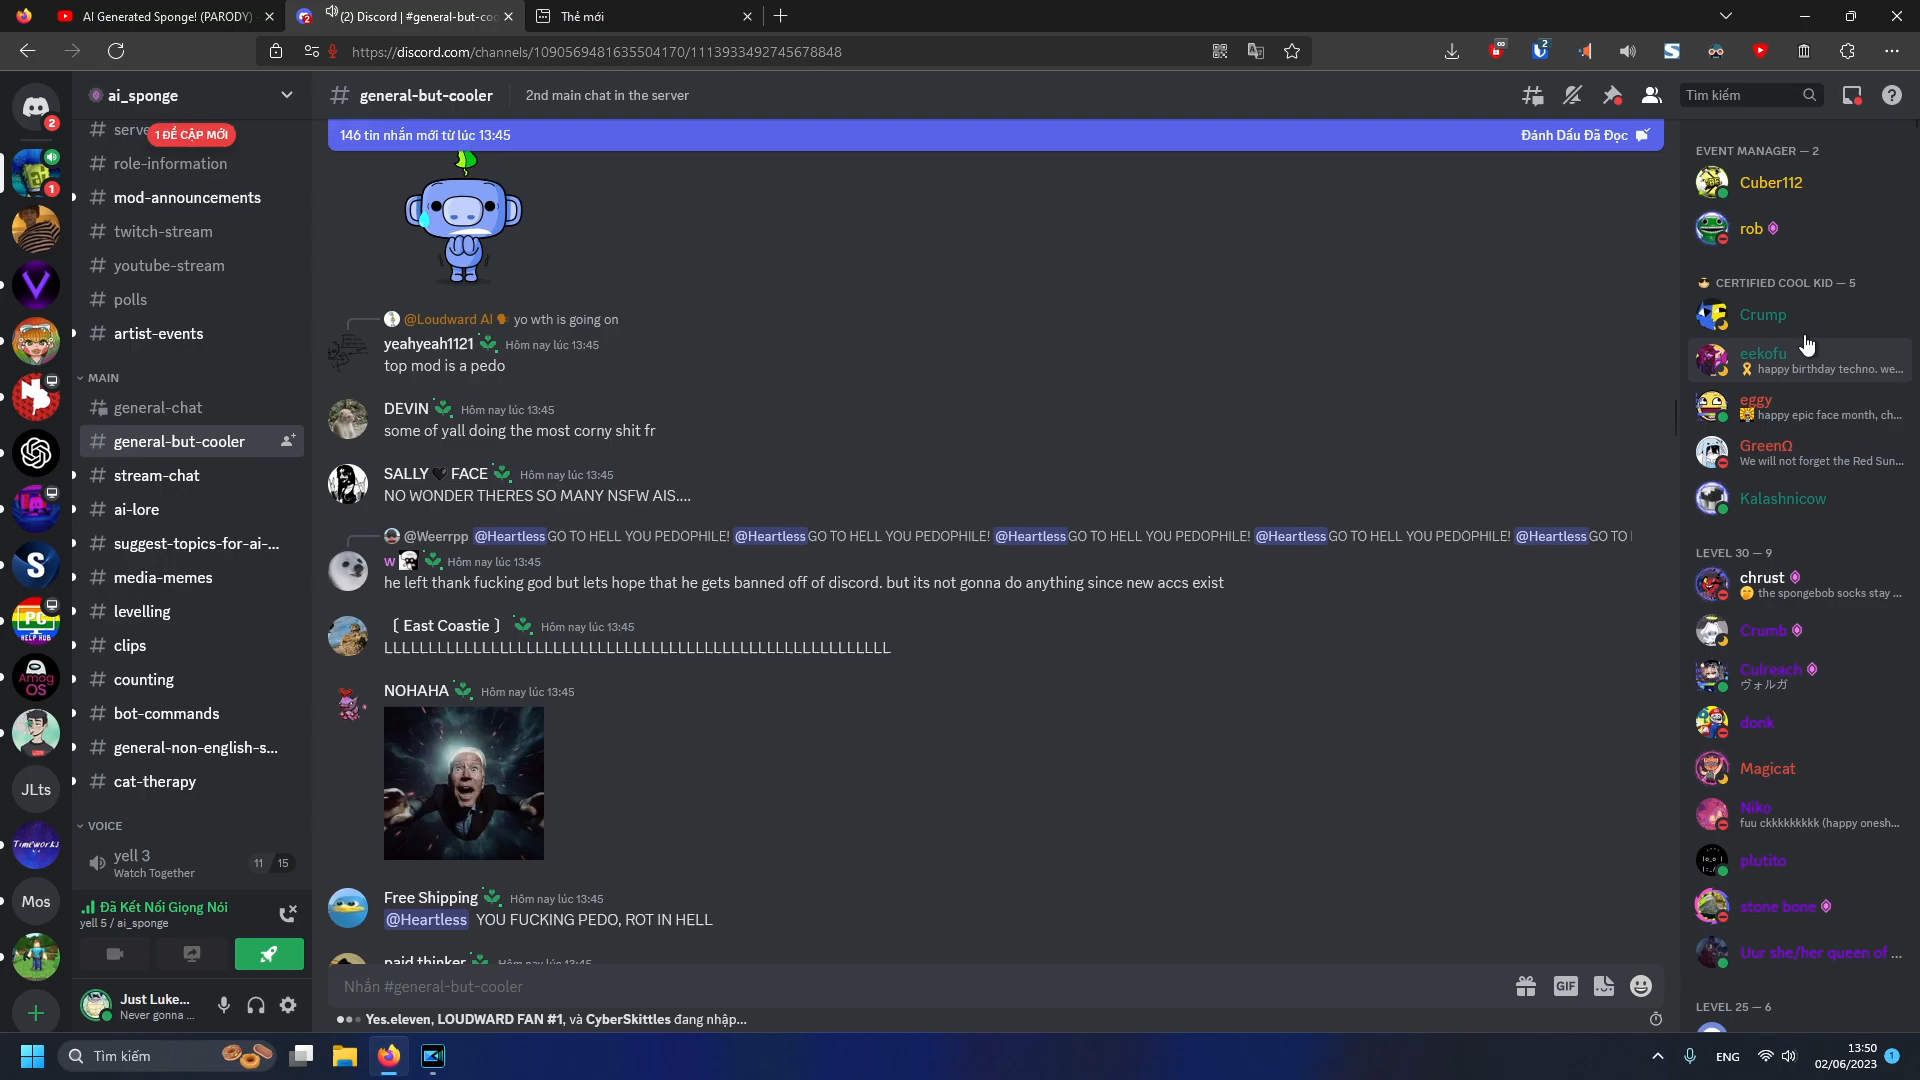 AI Generated Sponge! (PARODY)
(2) Discord | #general-but-coo
Thẻ mới
https://discord.com/channels/1090569481635504170/1113933492745678848
ai_sponge
general-but-cooler
2nd main chat in the server
Tìm kiếm
146 tin nhắn mới từ lúc 13:45
Đánh Dấu Đã Đọc
1 ĐỀ CẬP MỚI
role-information
mod-announcements
twitch-stream
youtube-stream
polls
artist-events
MAIN
general-chat
general-but-cooler
stream-chat
ai-lore
suggest-topics-for-ai-...
media-memes
levelling
clips
counting
bot-commands
general-non-english-s...
cat-therapy
VOICE
yell 3
11 15
Watch Together
Đã Kết Nối Giọng Nói
yell 5 / ai_sponge
Just Luke...
Never gonna ...
PC
HELP HUB
Amog
OS
JLts
TimeWorks
Mos
@Loudward AI yo wth is going on
yeahyeah1121 Hôm nay lúc 13:45
top mod is a pedo
DEVIN Hôm nay lúc 13:45
some of yall doing the most corny shit fr
SALLY🖤FACE Hôm nay lúc 13:45
NO WONDER THERES SO MANY NSFW AIS....
@Weerrpp @Heartless GO TO HELL YOU PEDOPHILE! @Heartless GO TO HELL YOU PEDOPHILE! @Heartless GO TO HELL YOU PEDOPHILE! @Heartless GO TO HELL YOU PEDOPHILE! @Heartless GO TO
W Hôm nay lúc 13:45
he left thank fucking god but lets hope that he gets banned off of discord. but its not gonna do anything since new accs exist
〔 East Coastie 〕 Hôm nay lúc 13:45
LLLLLLLLLLLLLLLLLLLLLLLLLLLLLLLLLLLLLLLLLLLLLLLLLLLLLLLLL
NOHAHA Hôm nay lúc 13:45
Free Shipping Hôm nay lúc 13:45
@Heartless YOU FUCKING PEDO, ROT IN HELL
paid thinker Hôm nay lúc 13:45
Nhắn #general-but-cooler
GIF
Yes.eleven, LOUDWARD FAN #1, và CyberSkittles đang nhập...
EVENT MANAGER — 2
Cuber112
rob
CERTIFIED COOL KID — 5
Crump
eekofu
happy birthday techno. we...
eggy
happy epic face month, ch...
GreenΩ
We will not forget the Red Sun...
Kalashnicow
LEVEL 30 — 9
chrust
the spongebob socks stay ...
Crumb
Culreach
ヴォルガ
donk
Magicat
Niko
fuu ckkkkkkkkk (happy onesh...
plutito
stone bone
Uur she/her queen of ...
LEVEL 25 — 6
Tìm kiếm
ENG
13:50
02/06/2023
1